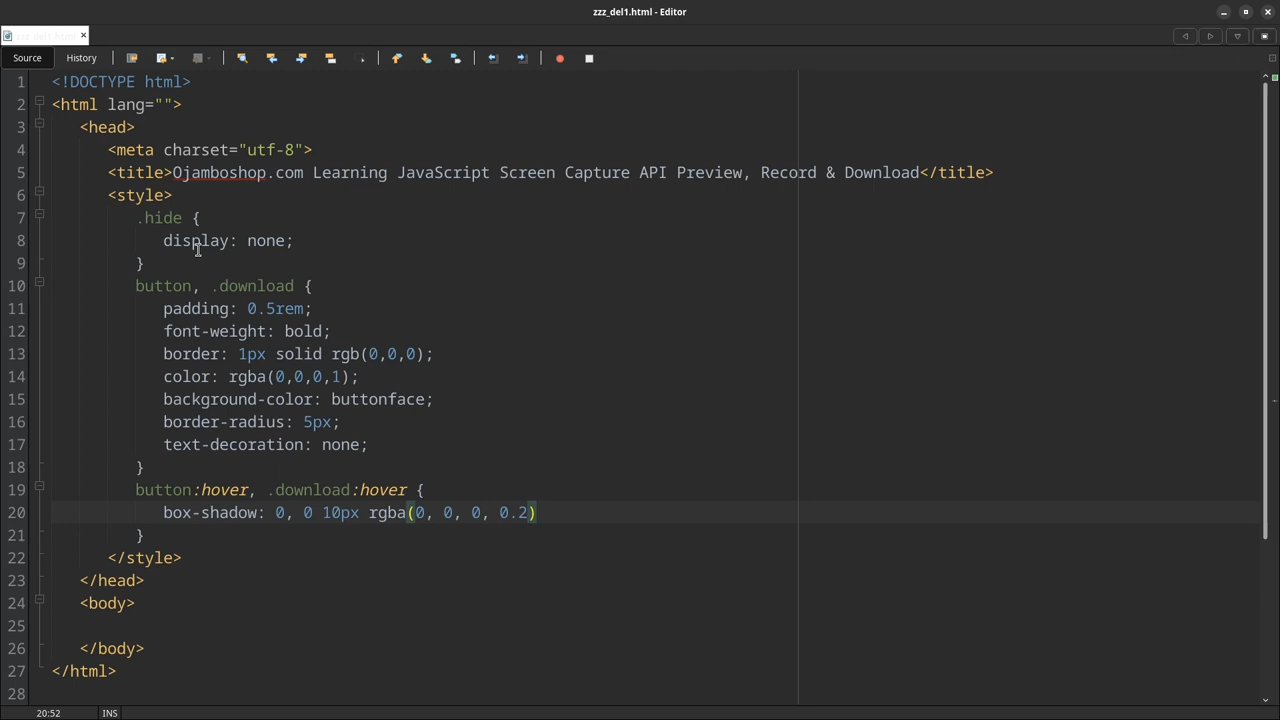 zzz_del1.html - Editor
zzz_del1.html
Source History
1 <!DOCTYPE html>
2 <html lang="">
3 <head>
4 <meta charset="utf-8">
5 <title>Ojamboshop.com Learning JavaScript Screen Capture API Preview, Record & Download</title>
6 <style>
7 .hide {
8 display: none;
9 }
10 button, .download {
11 padding: 0.5rem;
12 font-weight: bold;
13 border: 1px solid rgb(0,0,0);
14 color: rgba(0,0,0,1);
15 background-color: buttonface;
16 border-radius: 5px;
17 text-decoration: none;
18 }
19 button:hover, .download:hover {
20 box-shadow: 0, 0 10px rgba(0, 0, 0, 0.2)
21 }
22 </style>
23 </head>
24 <body>
25
26 </body>
27 </html>
28
20:52 INS